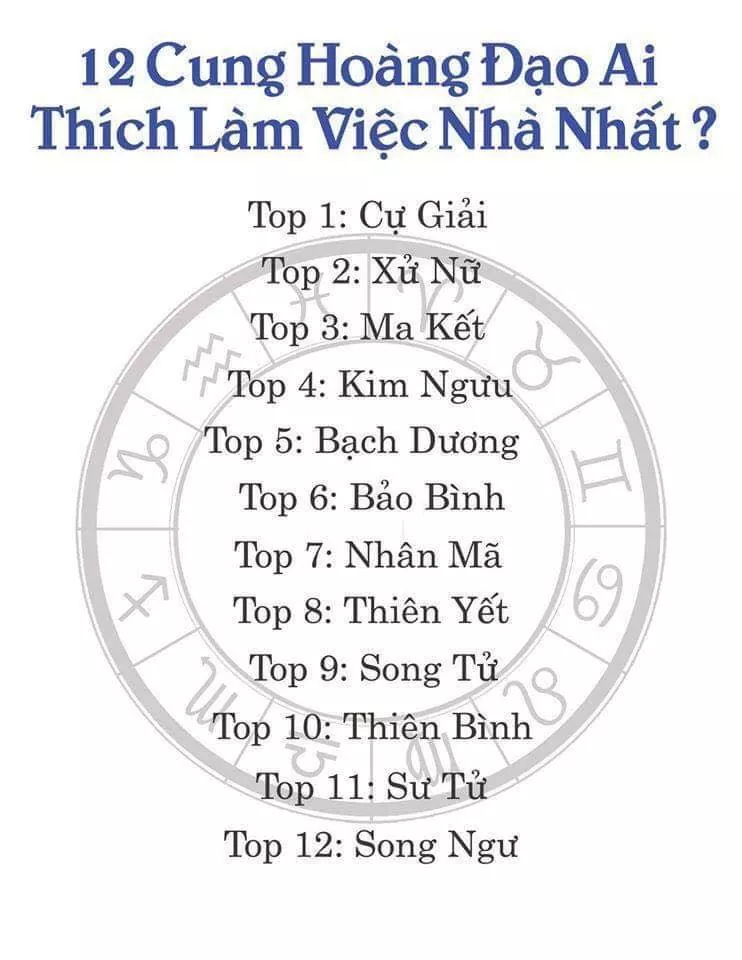 12 Cung Hoàng Đạo Ai
Thích Làm Việc Nhà Nhất ?
Top 1: Cự Giải
Top 2: Xử Nữ
Top 3: Ma Kết
Top 4: Kim Ngưu
Top 5: Bạch Dương
Top 6: Bảo Bình
Top 7: Nhân Mã
Top 8: Thiên Yết
Top 9: Song Tử
Top 10: Thiên Bình
Top 11: Sư Tử
Top 12: Song Ngư